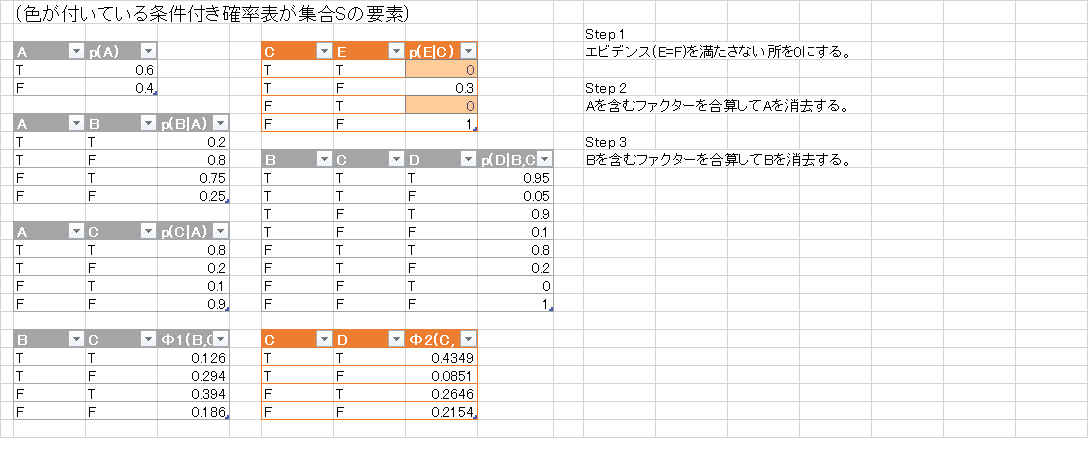 (色が付いている条件付き確率表が集合Sの要素)
A p(A)
T 0.6
F 0.4
A B p(B|A)
T T 0.2
T F 0.8
F T 0.75
F F 0.25
A C p(C|A)
T T 0.8
T F 0.2
F T 0.1
F F 0.9
B C Φ1(B,C
T T 0.126
T F 0.294
F T 0.394
F F 0.186
C E p(E|C)
T T 0
T F 0.3
F T 0
F F 1
B C D p(D|B,C
T T T 0.95
T T F 0.05
T F T 0.9
T F F 0.1
F T T 0.8
F T F 0.2
F F T 0
F F F 1
C D Φ2(C,
T T 0.4349
T F 0.0851
F T 0.2646
F F 0.2154
Step 1
エビデンス(E=F)を満たさない所を0にする。
Step 2
Aを含むファクターを合算してAを消去する。
Step 3
Bを含むファクターを合算してBを消去する。